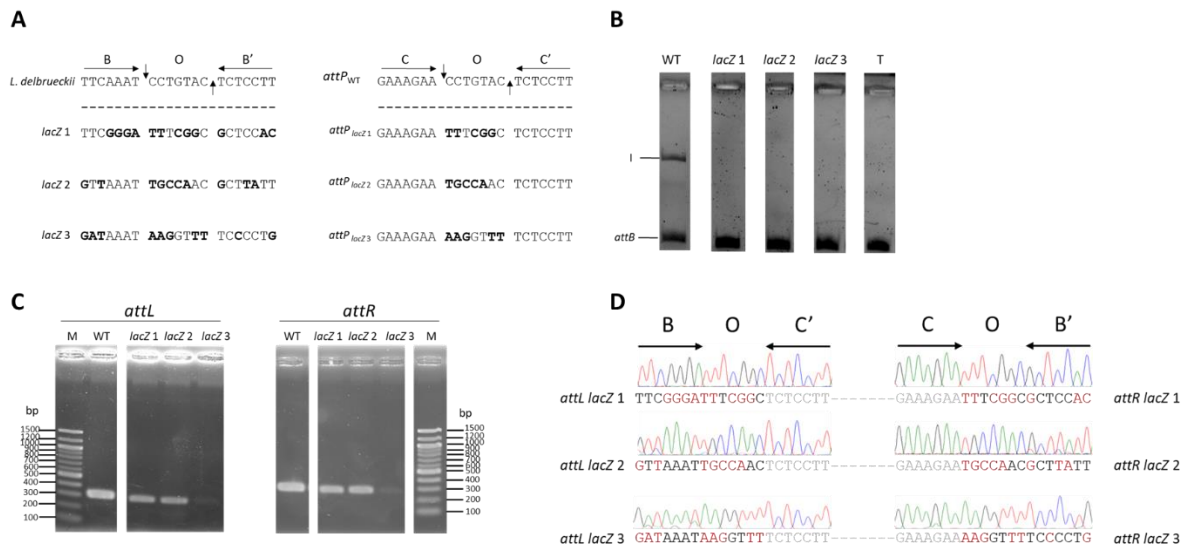 A
B O B'
L. delbrueckii TTCAAAT CCTGTAC TCTCCTT
lacZ 1 TTCGGGGA TTTCGGC GCTCCAC
lacZ 2 GTTAAAT TGCCAAC GCTTATT
lacZ 3 GATAAAT AAGGTTT TCCCCTG
C O C'
attP WT GAAAGAA CCTGTAC TCTCCTT
attP lacZ 1 GAAAGAA TTTCGGC TCTCCTT
attP lacZ 2 GAAAGAA TGCCAAC TCTCCTT
attP lacZ 3 GAAAGAA AAGGTTT TCTCCTT
B
WT lacZ 1 lacZ 2 lacZ 3 T
I
attB
C
attL
M WT lacZ 1 lacZ 2 lacZ 3
bp
1500
1200
1000
900
800
700
600
500
400
300
200
100
attR
WT lacZ 1 lacZ 2 lacZ 3 M
bp
1500
1200
1000
900
800
700
600
500
400
300
200
100
D
B O C' C O B'
attL lacZ 1 TTCGGGATTTCGGCTCTCCTT GAAAGAATTTCGGCGCTCCAC attR lacZ 1
attL lacZ 2 GTTAAATTGCCAACTCTCCTT GAAAGAATGCCAACGCTTATT attR lacZ 2
attL lacZ 3 GATAAATAAGGTTTTCTCCTT GAAAGAAAAGGTTTTCCCCTG attR lacZ 3